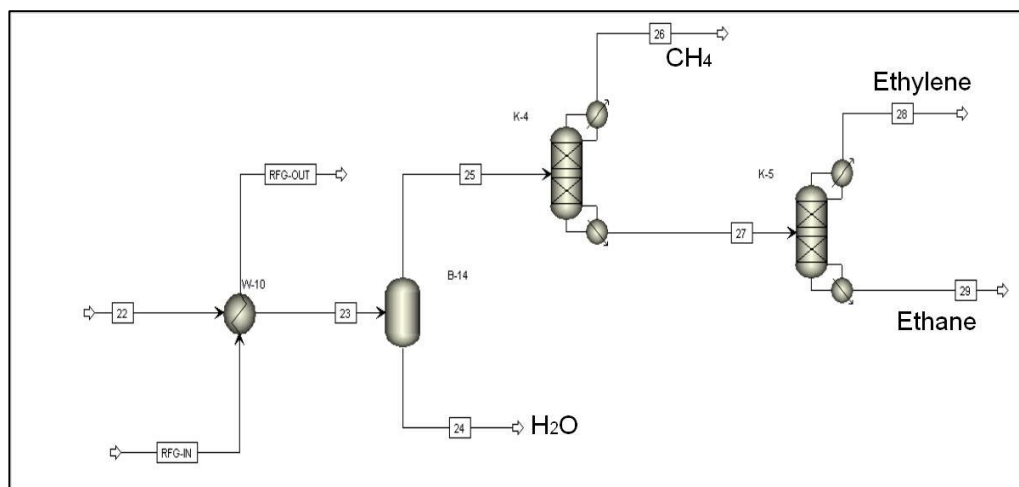 26
CH4
Ethylene
K-4
28
RFG-OUT
25
K-5
27
W-10
B-14
22
23
29
Ethane
24
H2O
RFG-IN